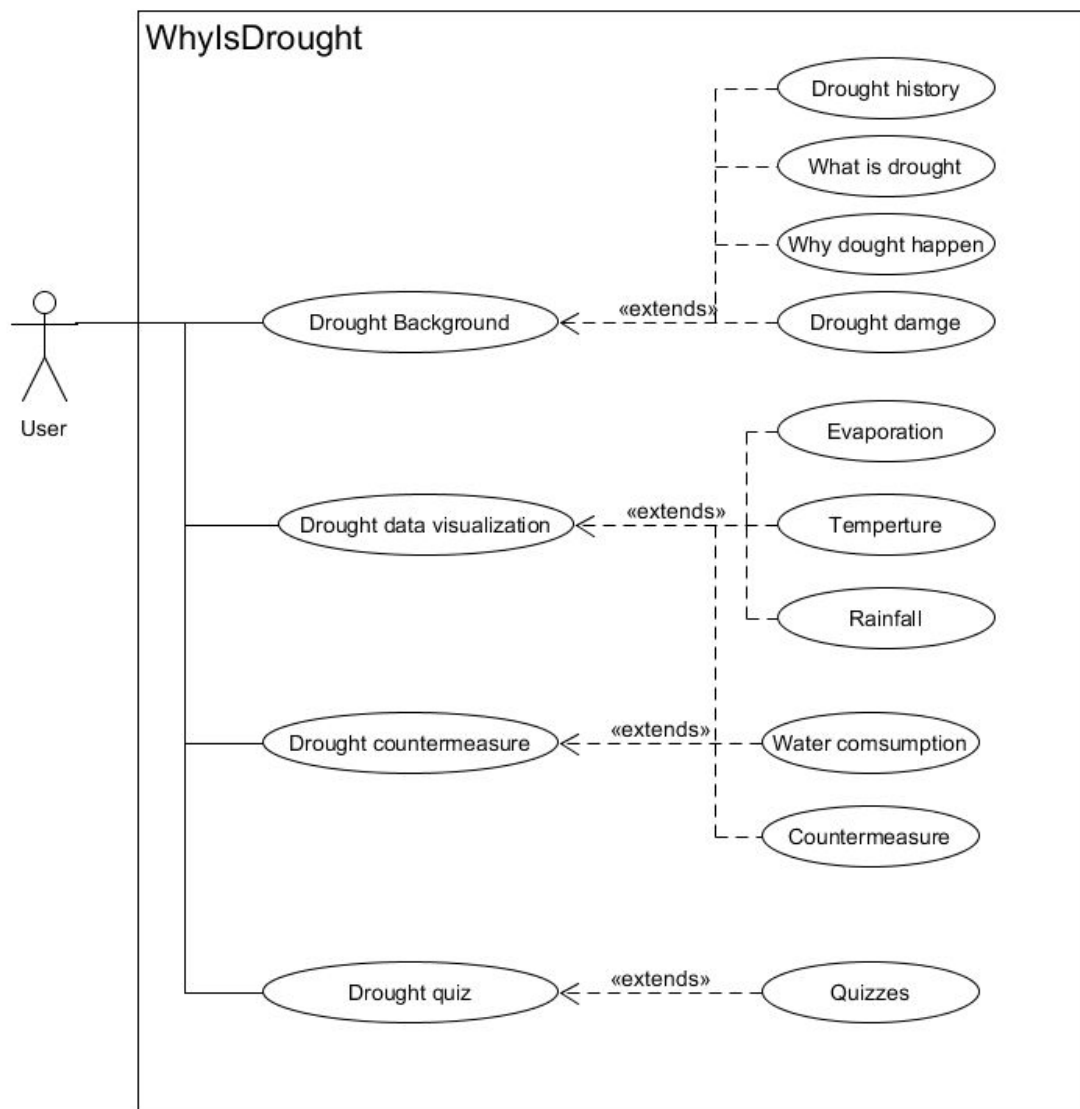 WhyIsDrought
Drought history
What is drought
Why dought happen
«extends»
Drought Background
Drought damge
User
Evaporation
«extends»
Drought data visualization
Temperture
Rainfall
«extends»
Drought countermeasure
Water comsumption
Countermeasure
«extends»
Drought quiz
Quizzes